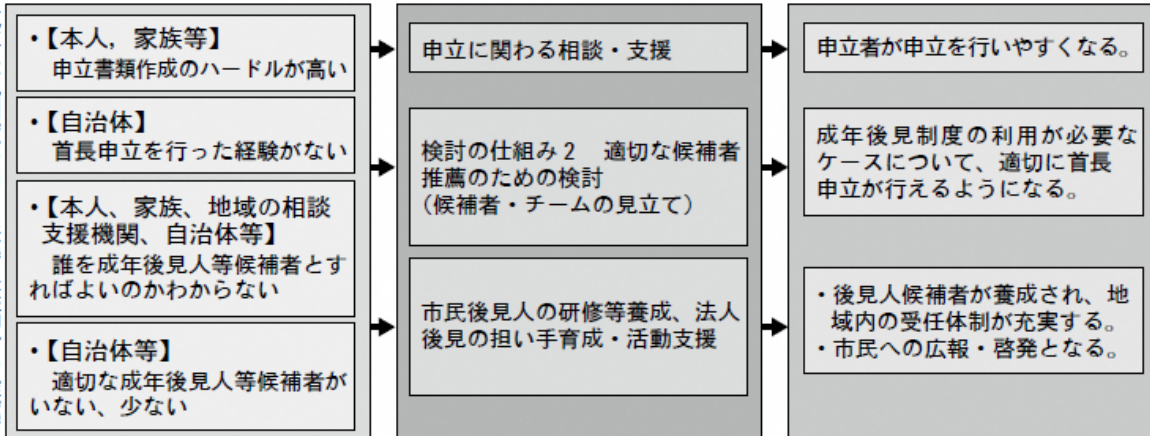 ・【本人，家族等】
申立書類作成のハードルが高い
・【自治体】
首長申立を行った経験がない
・【本人、家族、地域の相談
支援機関、自治体等】
誰を成年後見人等候補者とす
ればよいのかわからない
・【自治体等】
適切な成年後見人等候補者が
いない、少ない
申立に関わる相談・支援
検討の仕組み２　適切な候補者
推薦のための検討
（候補者・チームの見立て）
市民後見人の研修等養成、法人
後見の担い手育成・活動支援
申立者が申立を行いやすくなる。
成年後見制度の利用が必要な
ケースについて、適切に首長
申立が行えるようになる。
・後見人候補者が養成され、地
域内の受任体制が充実する。
・市民への広報・啓発となる。